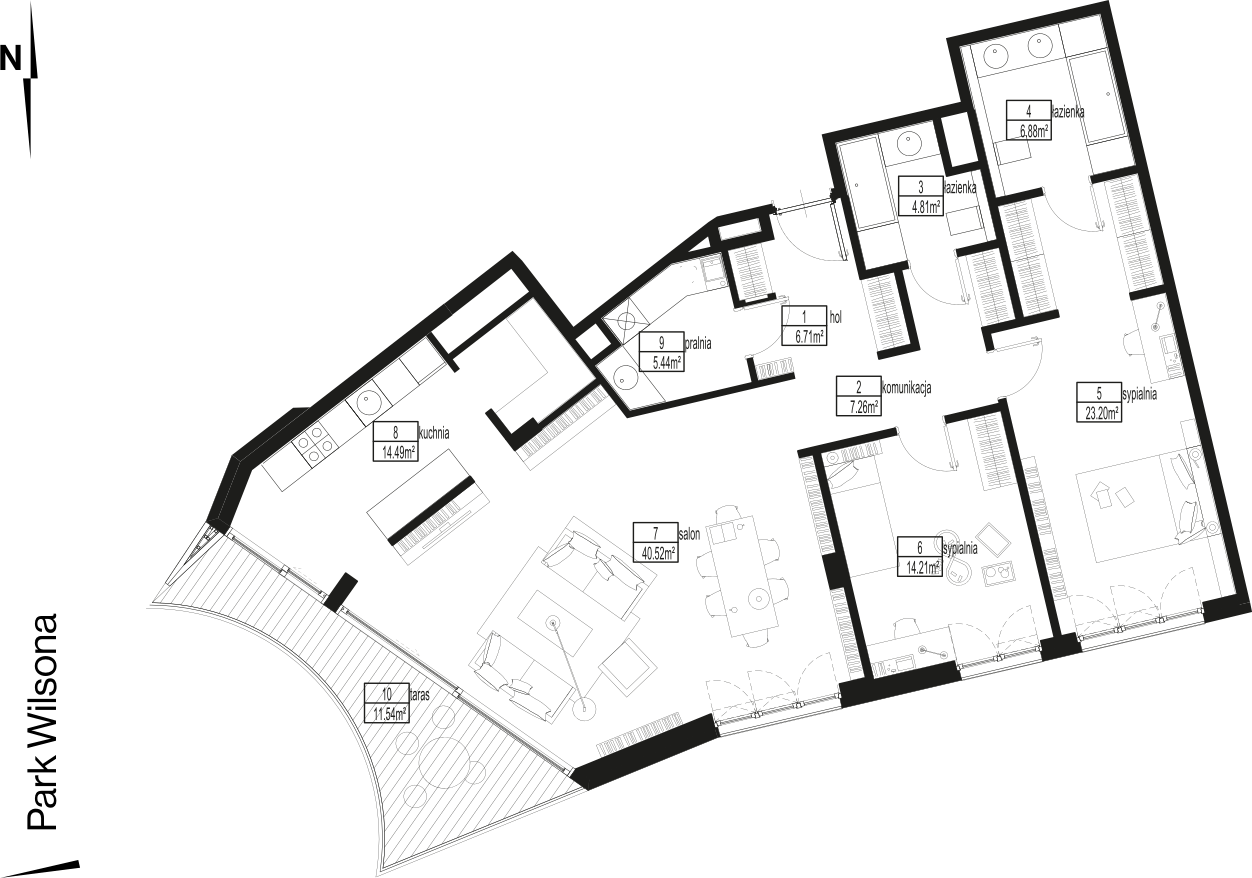 N
4 łazienka
6.88m²
3 łazienka
4.81m²
1 hol
6.71m²
9 pralnia
5.44m²
2 komunikacja
7.26m²
5 sypialnia
23.20m²
8 kuchnia
14.49m²
7 salon
40.52m²
6 sypialnia
14.21m²
10 taras
11.54m²
Park Wilsona